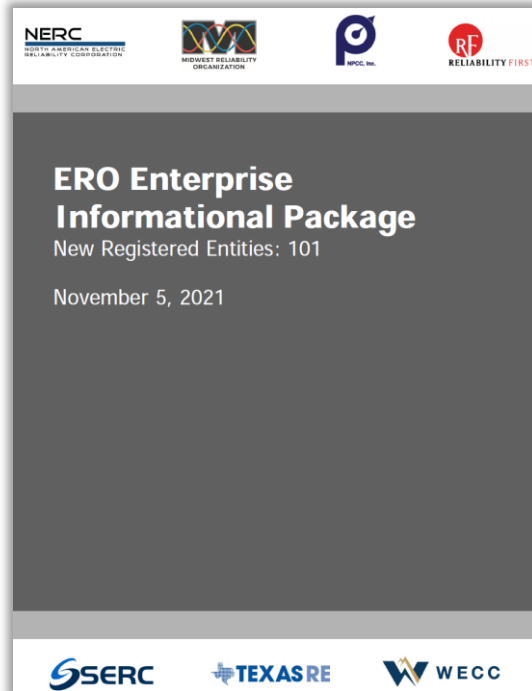 NERC
NORTH AMERICAN ELECTRIC
RELIABILITY CORPORATION
MIDWEST RELIABILITY
ORGANIZATION
NPCC, Inc.
RF
RELIABILITY FIRST
ERO Enterprise
Informational Package
New Registered Entities: 101
November 5, 2021
SERC
TEXAS RE
WECC